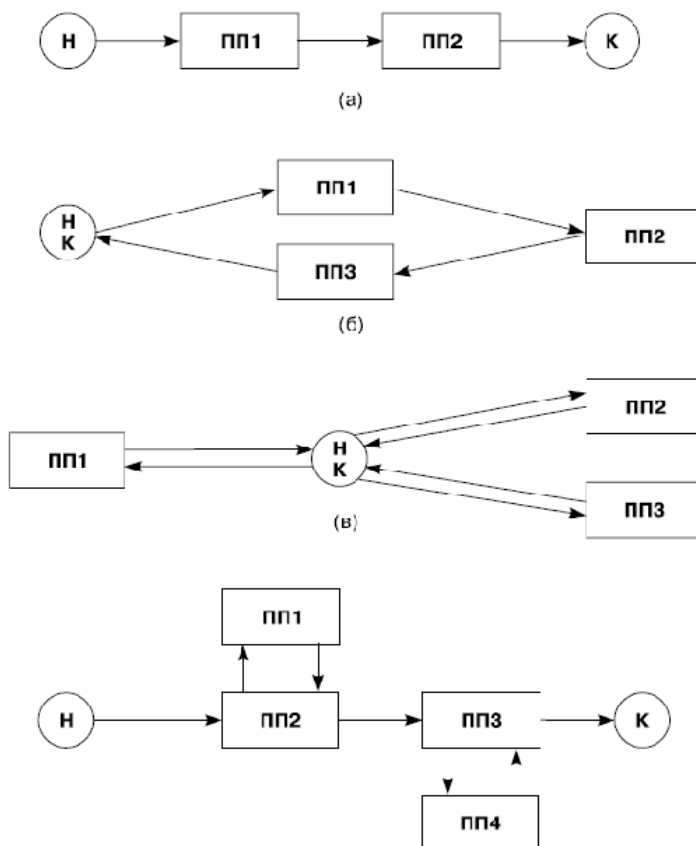 Н ПП1 ПП2 К
(а)
ПП1
Н
К
ПП2
ПП3
(б)
ПП2
Н
К
ПП1
ПП3
(в)
ПП1
Н ПП2 ПП3 К
ПП4